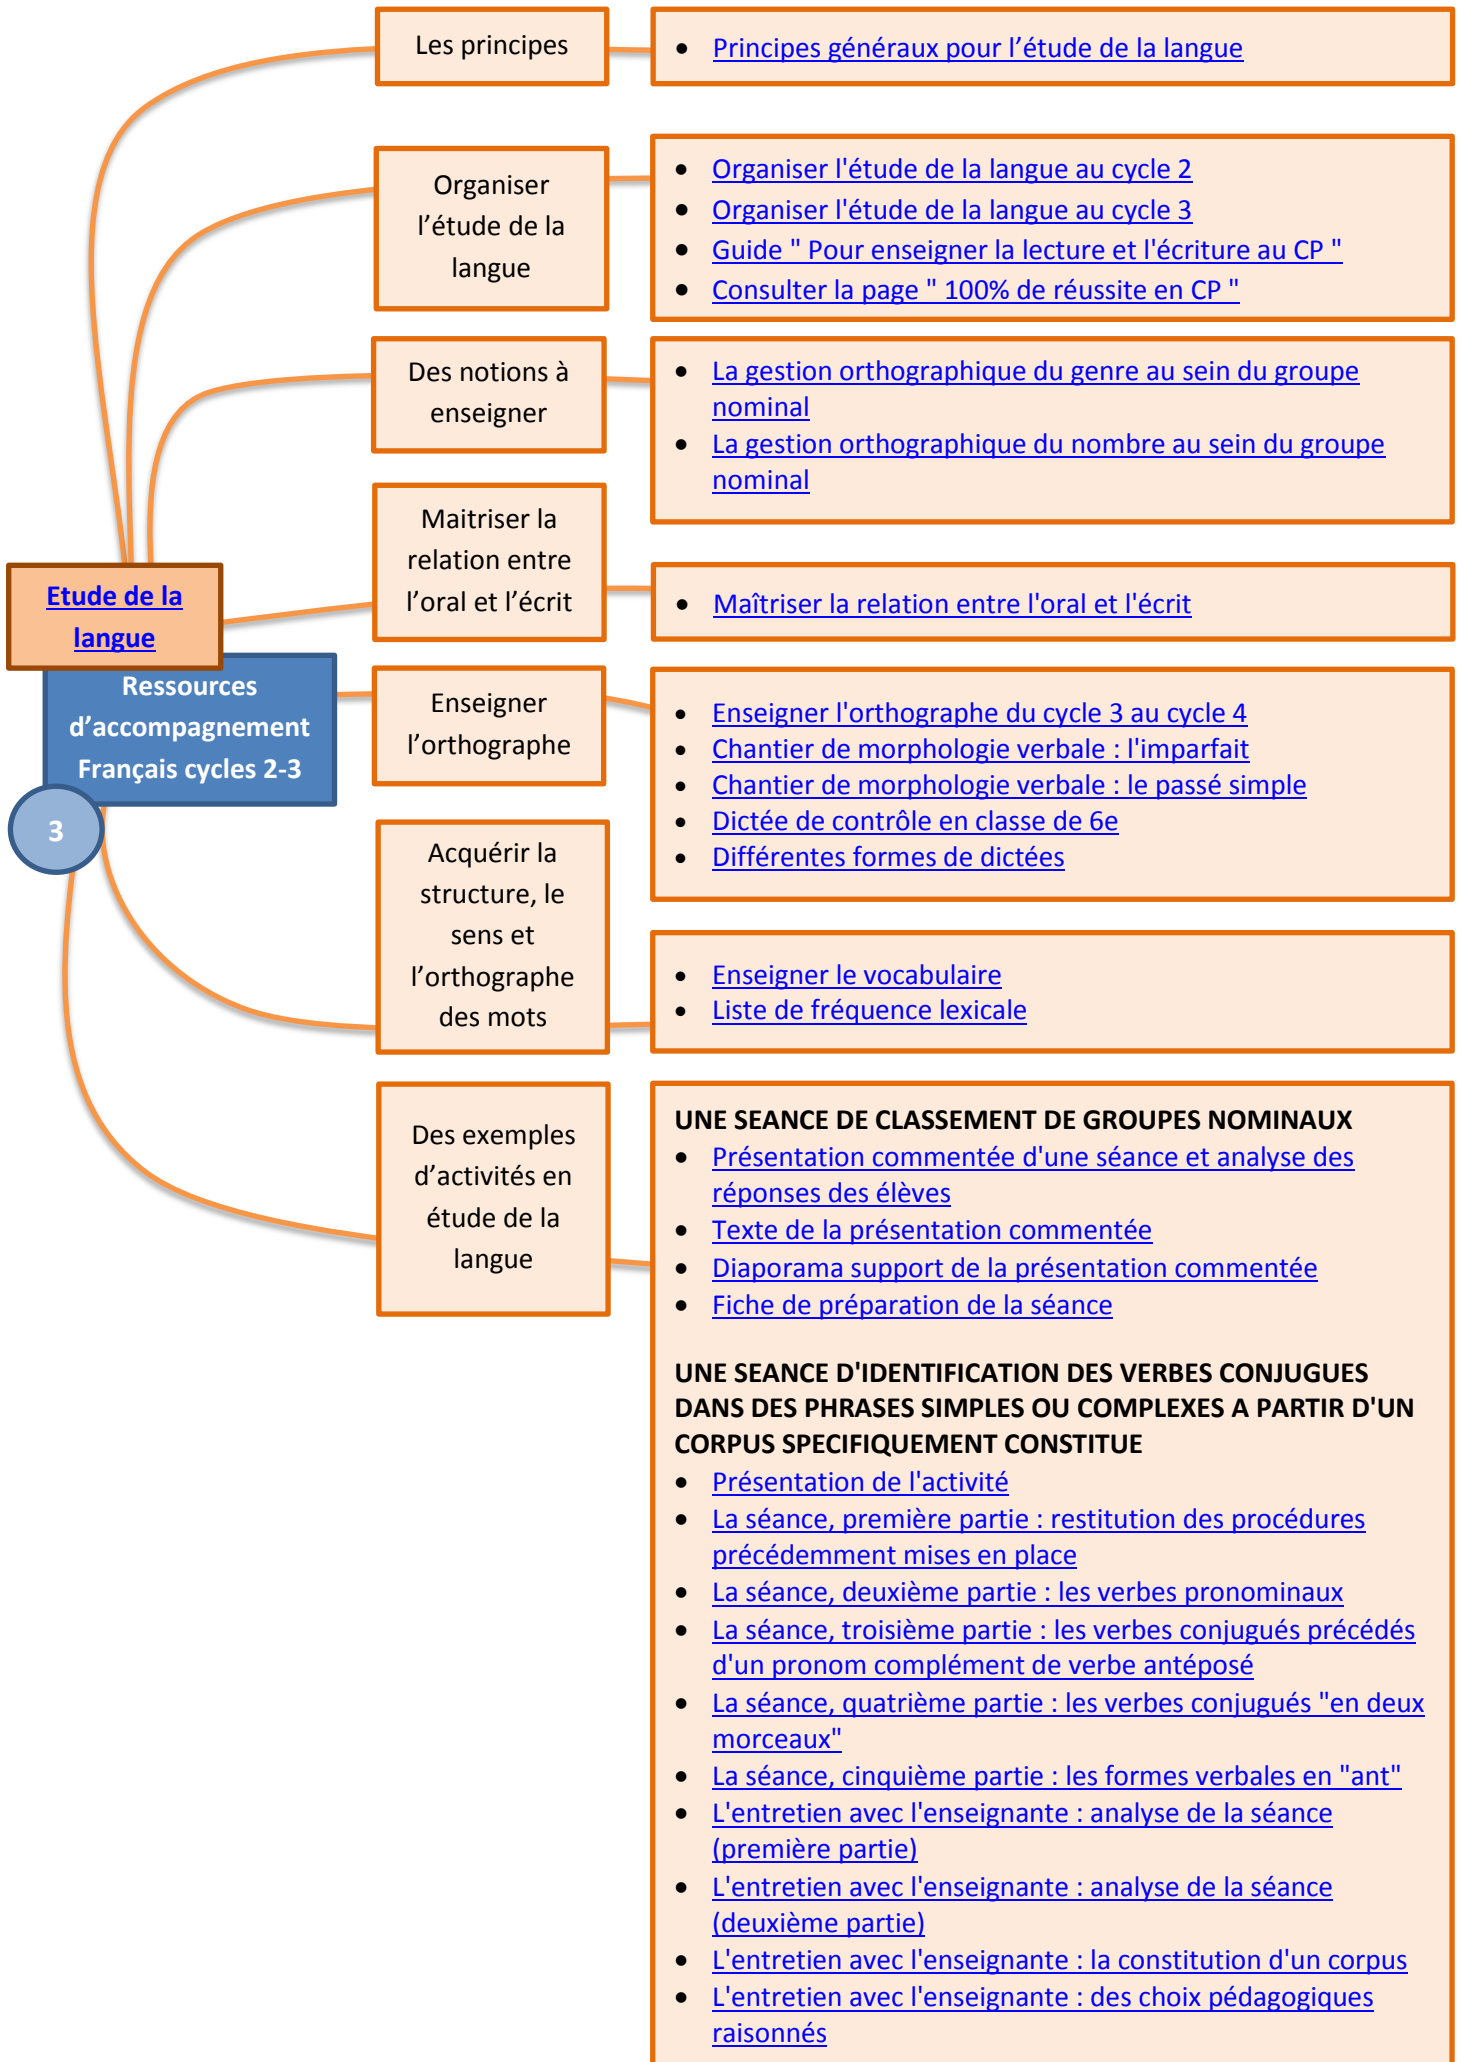 Les principes
• Principes généraux pour l’étude de la langue
Organiser
l’étude de la
langue
• Organiser l'étude de la langue au cycle 2
• Organiser l'étude de la langue au cycle 3
• Guide " Pour enseigner la lecture et l'écriture au CP "
• Consulter la page " 100% de réussite en CP "
Des notions à
enseigner
• La gestion orthographique du genre au sein du groupe
nominal
• La gestion orthographique du nombre au sein du groupe
nominal
Maitriser la
relation entre
l’oral et l’écrit
• Maîtriser la relation entre l'oral et l'écrit
Etude de la
langue
Ressources
d’accompagnement
Français cycles 2-3
3
Enseigner
l’orthographe
• Enseigner l'orthographe du cycle 3 au cycle 4
• Chantier de morphologie verbale : l'imparfait
• Chantier de morphologie verbale : le passé simple
• Dictée de contrôle en classe de 6e
• Différentes formes de dictées
Acquérir la
structure, le
sens et
l’orthographe
des mots
• Enseigner le vocabulaire
• Liste de fréquence lexicale
Des exemples
d’activités en
étude de la
langue
UNE SEANCE DE CLASSEMENT DE GROUPES NOMINAUX
• Présentation commentée d'une séance et analyse des
réponses des élèves
• Texte de la présentation commentée
• Diaporama support de la présentation commentée
• Fiche de préparation de la séance
UNE SEANCE D'IDENTIFICATION DES VERBES CONJUGUES
DANS DES PHRASES SIMPLES OU COMPLEXES A PARTIR D'UN
CORPUS SPECIFIQUEMENT CONSTITUE
• Présentation de l'activité
• La séance, première partie : restitution des procédures
précédemment mises en place
• La séance, deuxième partie : les verbes pronominaux
• La séance, troisième partie : les verbes conjugués précédés
d'un pronom complément de verbe antéposé
• La séance, quatrième partie : les verbes conjugués "en deux
morceaux"
• La séance, cinquième partie : les formes verbales en "ant"
• L'entretien avec l'enseignante : analyse de la séance
(première partie)
• L'entretien avec l'enseignante : analyse de la séance
(deuxième partie)
• L'entretien avec l'enseignante : la constitution d'un corpus
• L'entretien avec l'enseignante : des choix pédagogiques
raisonnés